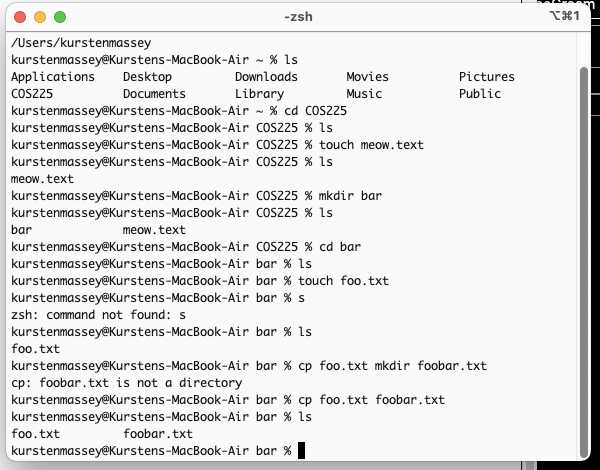 -zsh
⌥⌘1
/Users/kurstenmassey
kurstenmassey@Kurstens-MacBook-Air ~ % ls
Applications Desktop Downloads Movies Pictures
COS225 Documents Library Music Public
kurstenmassey@Kurstens-MacBook-Air ~ % cd COS225
kurstenmassey@Kurstens-MacBook-Air COS225 % ls
kurstenmassey@Kurstens-MacBook-Air COS225 % touch meow.text
kurstenmassey@Kurstens-MacBook-Air COS225 % ls
meow.text
kurstenmassey@Kurstens-MacBook-Air COS225 % mkdir bar
kurstenmassey@Kurstens-MacBook-Air COS225 % ls
bar meow.text
kurstenmassey@Kurstens-MacBook-Air COS225 % cd bar
kurstenmassey@Kurstens-MacBook-Air bar % ls
kurstenmassey@Kurstens-MacBook-Air bar % touch foo.txt
kurstenmassey@Kurstens-MacBook-Air bar % s
zsh: command not found: s
kurstenmassey@Kurstens-MacBook-Air bar % ls
foo.txt
kurstenmassey@Kurstens-MacBook-Air bar % cp foo.txt mkdir foobar.txt
cp: foobar.txt is not a directory
kurstenmassey@Kurstens-MacBook-Air bar % cp foo.txt foobar.txt
kurstenmassey@Kurstens-MacBook-Air bar % ls
foo.txt foobar.txt
kurstenmassey@Kurstens-MacBook-Air bar %